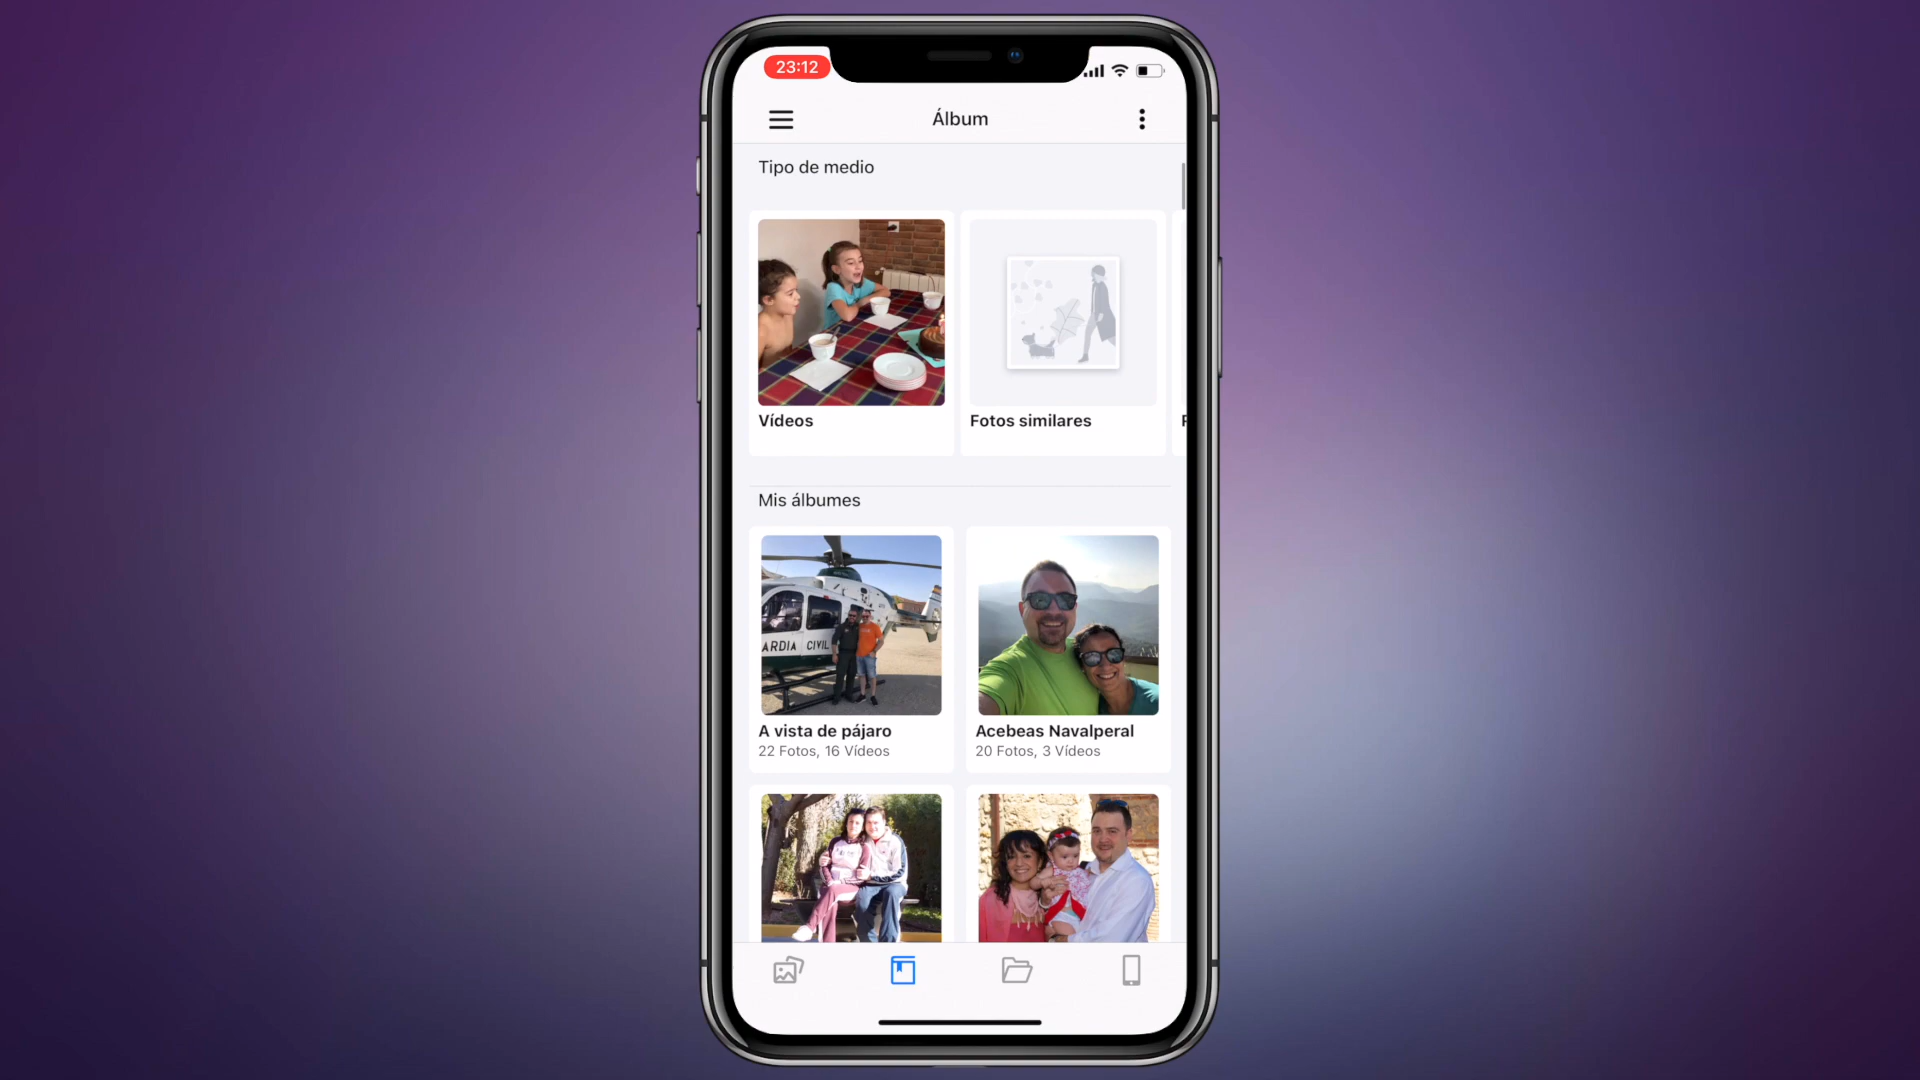 23:12
Álbum
Tipo de medio
Vídeos
Fotos similares
Mis álbumes
ARDIA CIVIL
A vista de pájaro
22 Fotos, 16 Vídeos
Acebeas Navalperal
20 Fotos, 3 Vídeos